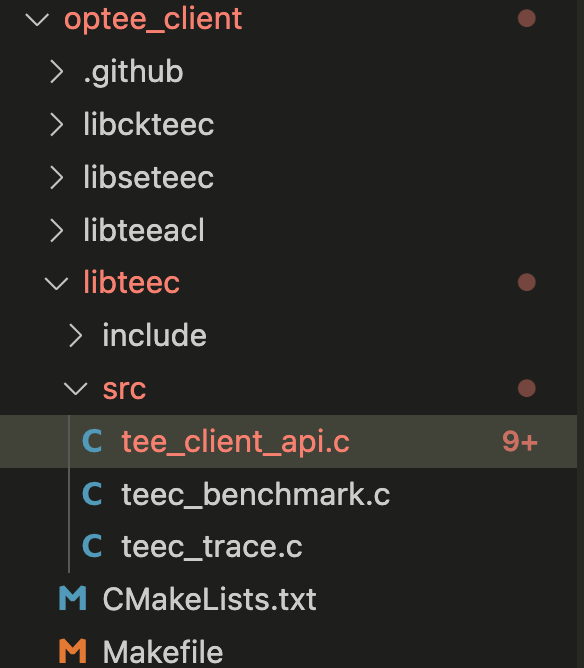 optee_client
.github
libckteec
libseteec
libteeacl
libteec
include
src
C tee_client_api.c 9+
C teec_benchmark.c
C teec_trace.c
M CMakeLists.txt
M Makefile